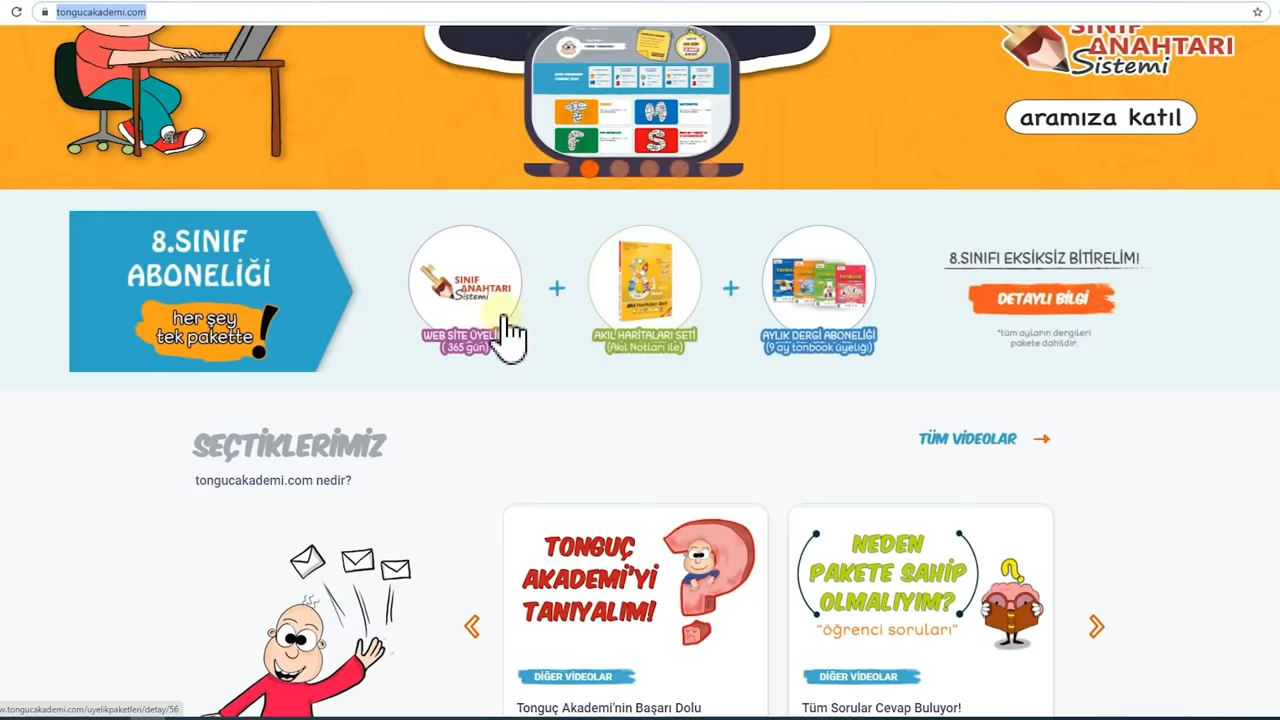 tongucakademi.com
SINIF
ANAHTARI
Sistemi
aramıza katıl
8.SINIF
ABONELİĞİ
her şey
tek pakette!
SINIF
ANAHTARI
Sistemi
WEB SİTE ÜYELİĞ
(365 gün)
+
AKIL HARİTALARI SETİ
(Akıl Notları ile)
+
AYLIK DERGİ ABONELİĞİ
(9 ay tonbook üyeliği)
8.SINIFI EKSİKSİZ BİTİRELİM!
DETAYLI BİLGİ
*tüm ayların dergileri
pakete dahildir.
SEÇTİKLERİMİZ
TÜM VİDEOLAR
tongucakademi.com nedir?
TONGUÇ
AKADEMİ'Yİ
TANIYALIM!
DİĞER VİDEOLAR
Tonguç Akademi'nin Başarı Dolu
NEDEN
PAKETE SAHİP
OLMALIYIM?
"öğrenci soruları"
DİĞER VİDEOLAR
Tüm Sorular Cevap Buluyor!
w.tongucakademi.com/uyelikpaketleri/detay/56